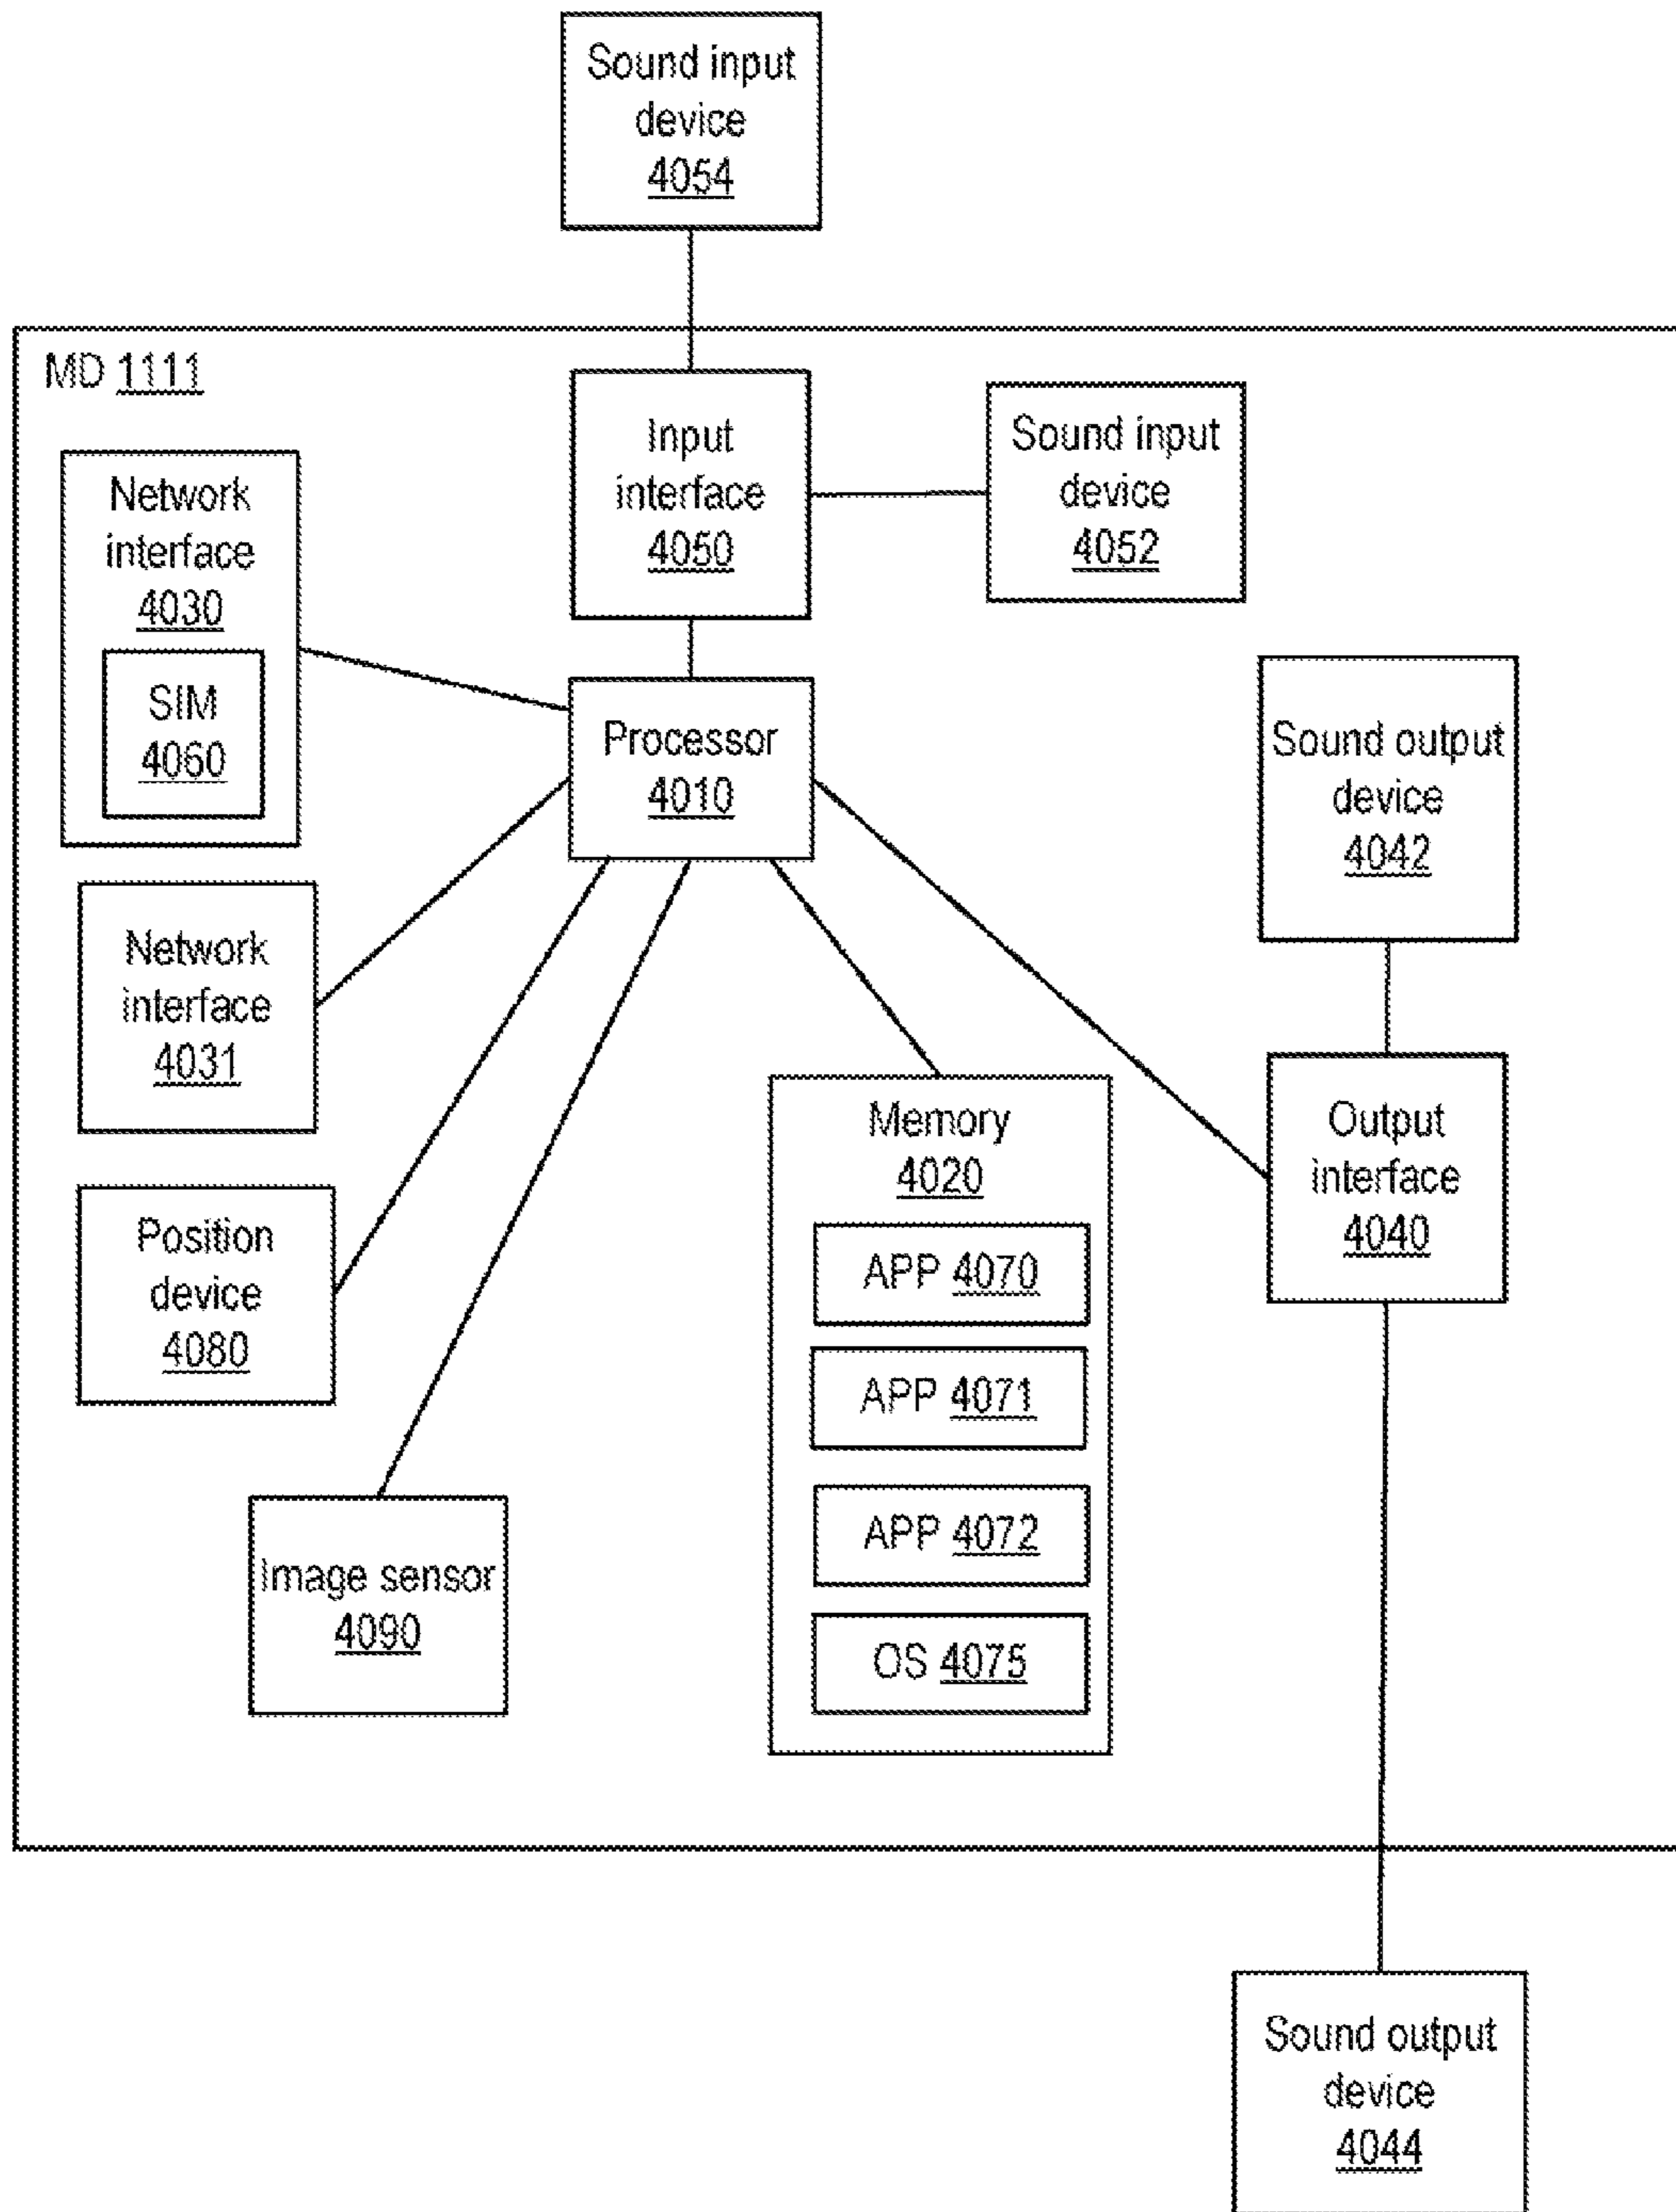 Sound input
device
4054
MD 1111
Input
interface
4050
Sound input
device
4052
Network
interface
4030
SIM
4060
Processor
4010
Sound output
device
4042
Network
interface
4031
Memory
4020
APP 4070
APP 4071
APP 4072
OS 4075
Output
interface
4040
Position
device
4080
Image sensor
4090
Sound output
device
4044